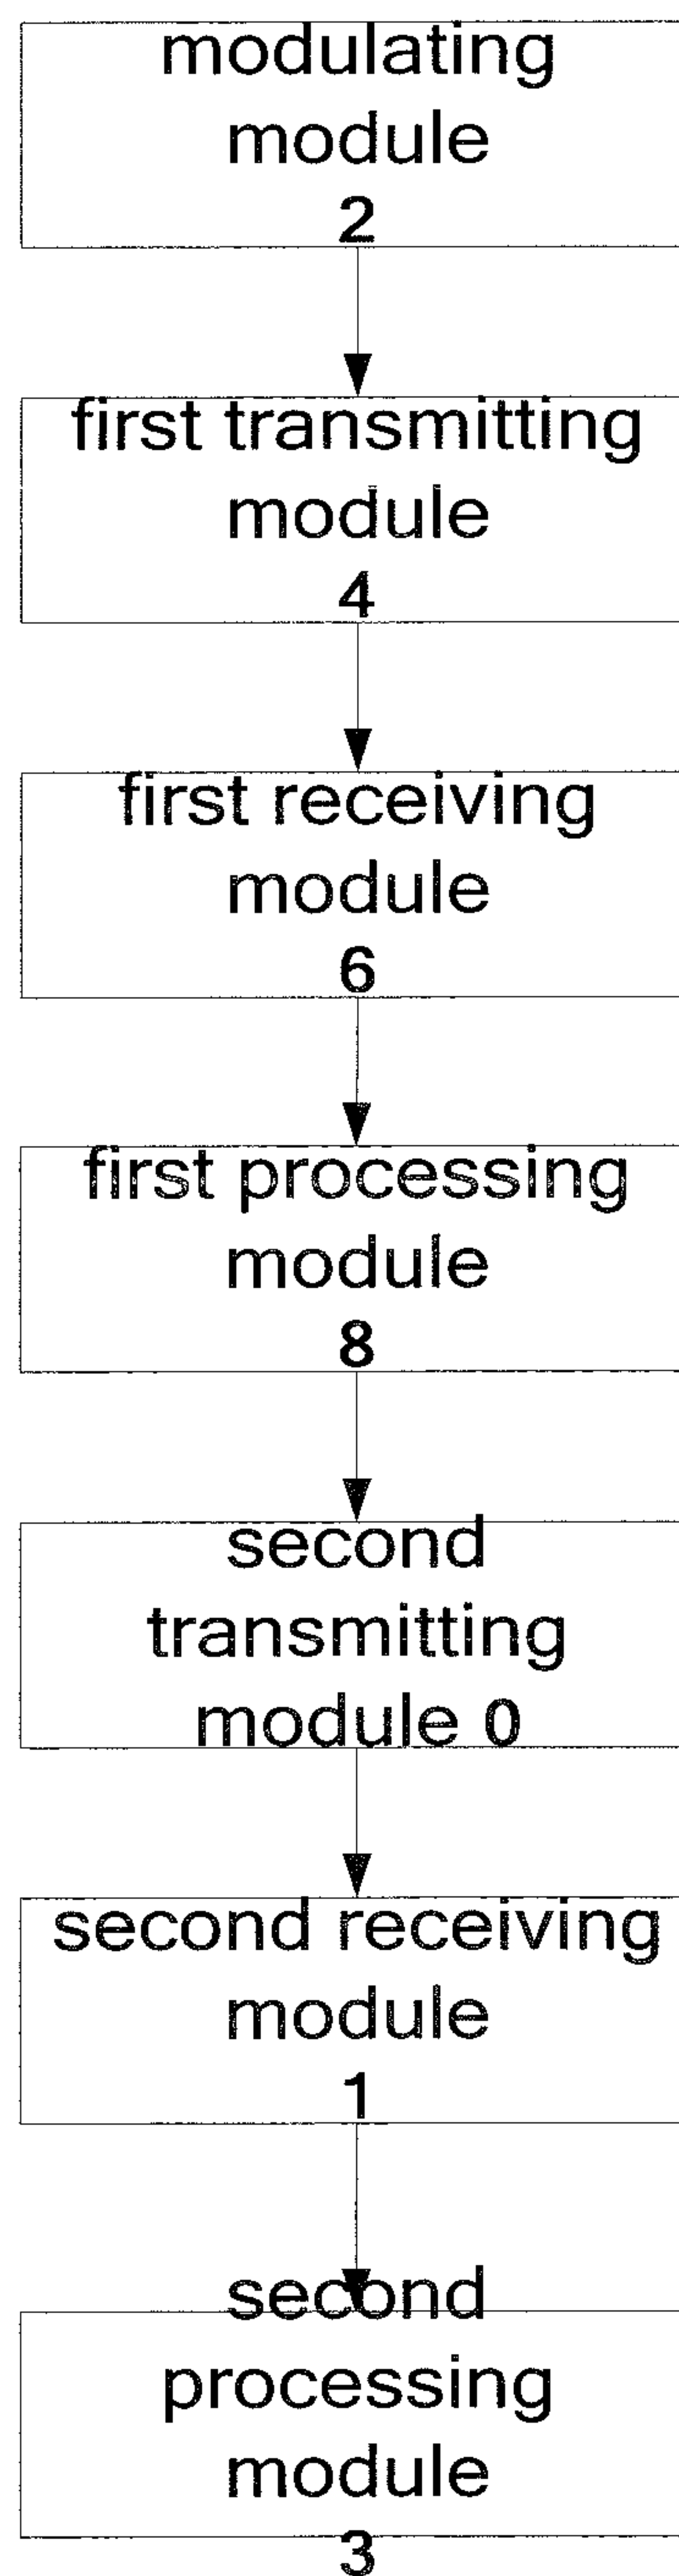 modulating
module
2
first transmitting
module
4
first receiving
module
6
first processing
module
8
second
transmitting
module 0
second receiving
module
1
second
processing
module
3